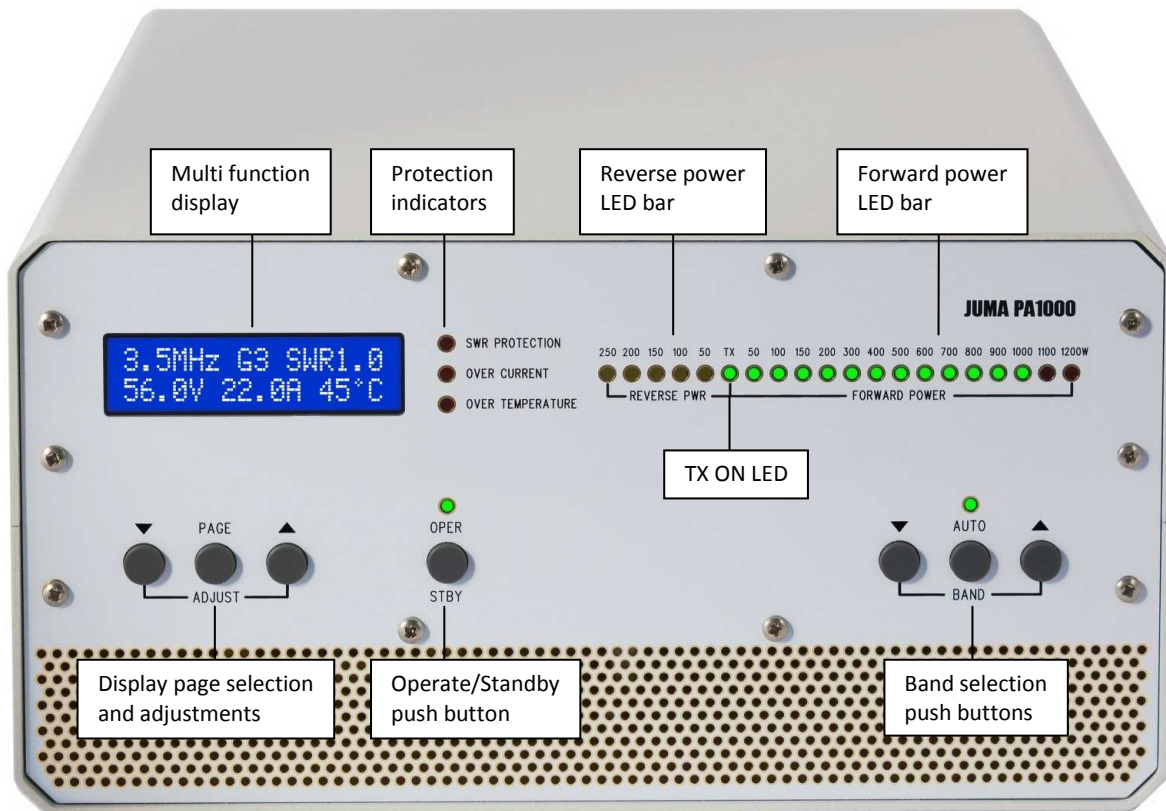 Multi function
display
Protection
indicators
Reverse power
LED bar
Forward power
LED bar
JUMA PA1000
3.5MHz G3 SWR1.0
56.0V 22.0A 45°C
SWR PROTECTION
OVER CURRENT
OVER TEMPERATURE
250 200 150 100 50 TX 50 100 150 200 300 400 500 600 700 800 900 1000 1100 1200W
REVERSE PWR FORWARD POWER
TX ON LED
▼ PAGE ▲
ADJUST
OPER
STBY
▼ AUTO ▲
BAND
Display page selection
and adjustments
Operate/Standby
push button
Band selection
push buttons